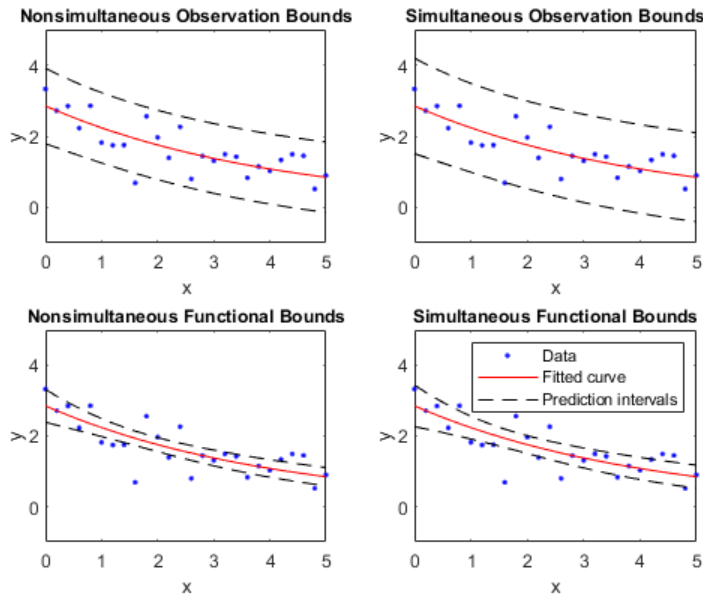 Nonsimultaneous Observation Bounds
4
2
0
y
0 1 2 3 4 5
x
Simultaneous Observation Bounds
4
2
0
y
0 1 2 3 4 5
x
Nonsimultaneous Functional Bounds
4
2
0
y
0 1 2 3 4 5
x
Simultaneous Functional Bounds
4
2
0
y
Data
Fitted curve
Prediction intervals
0 1 2 3 4 5
x